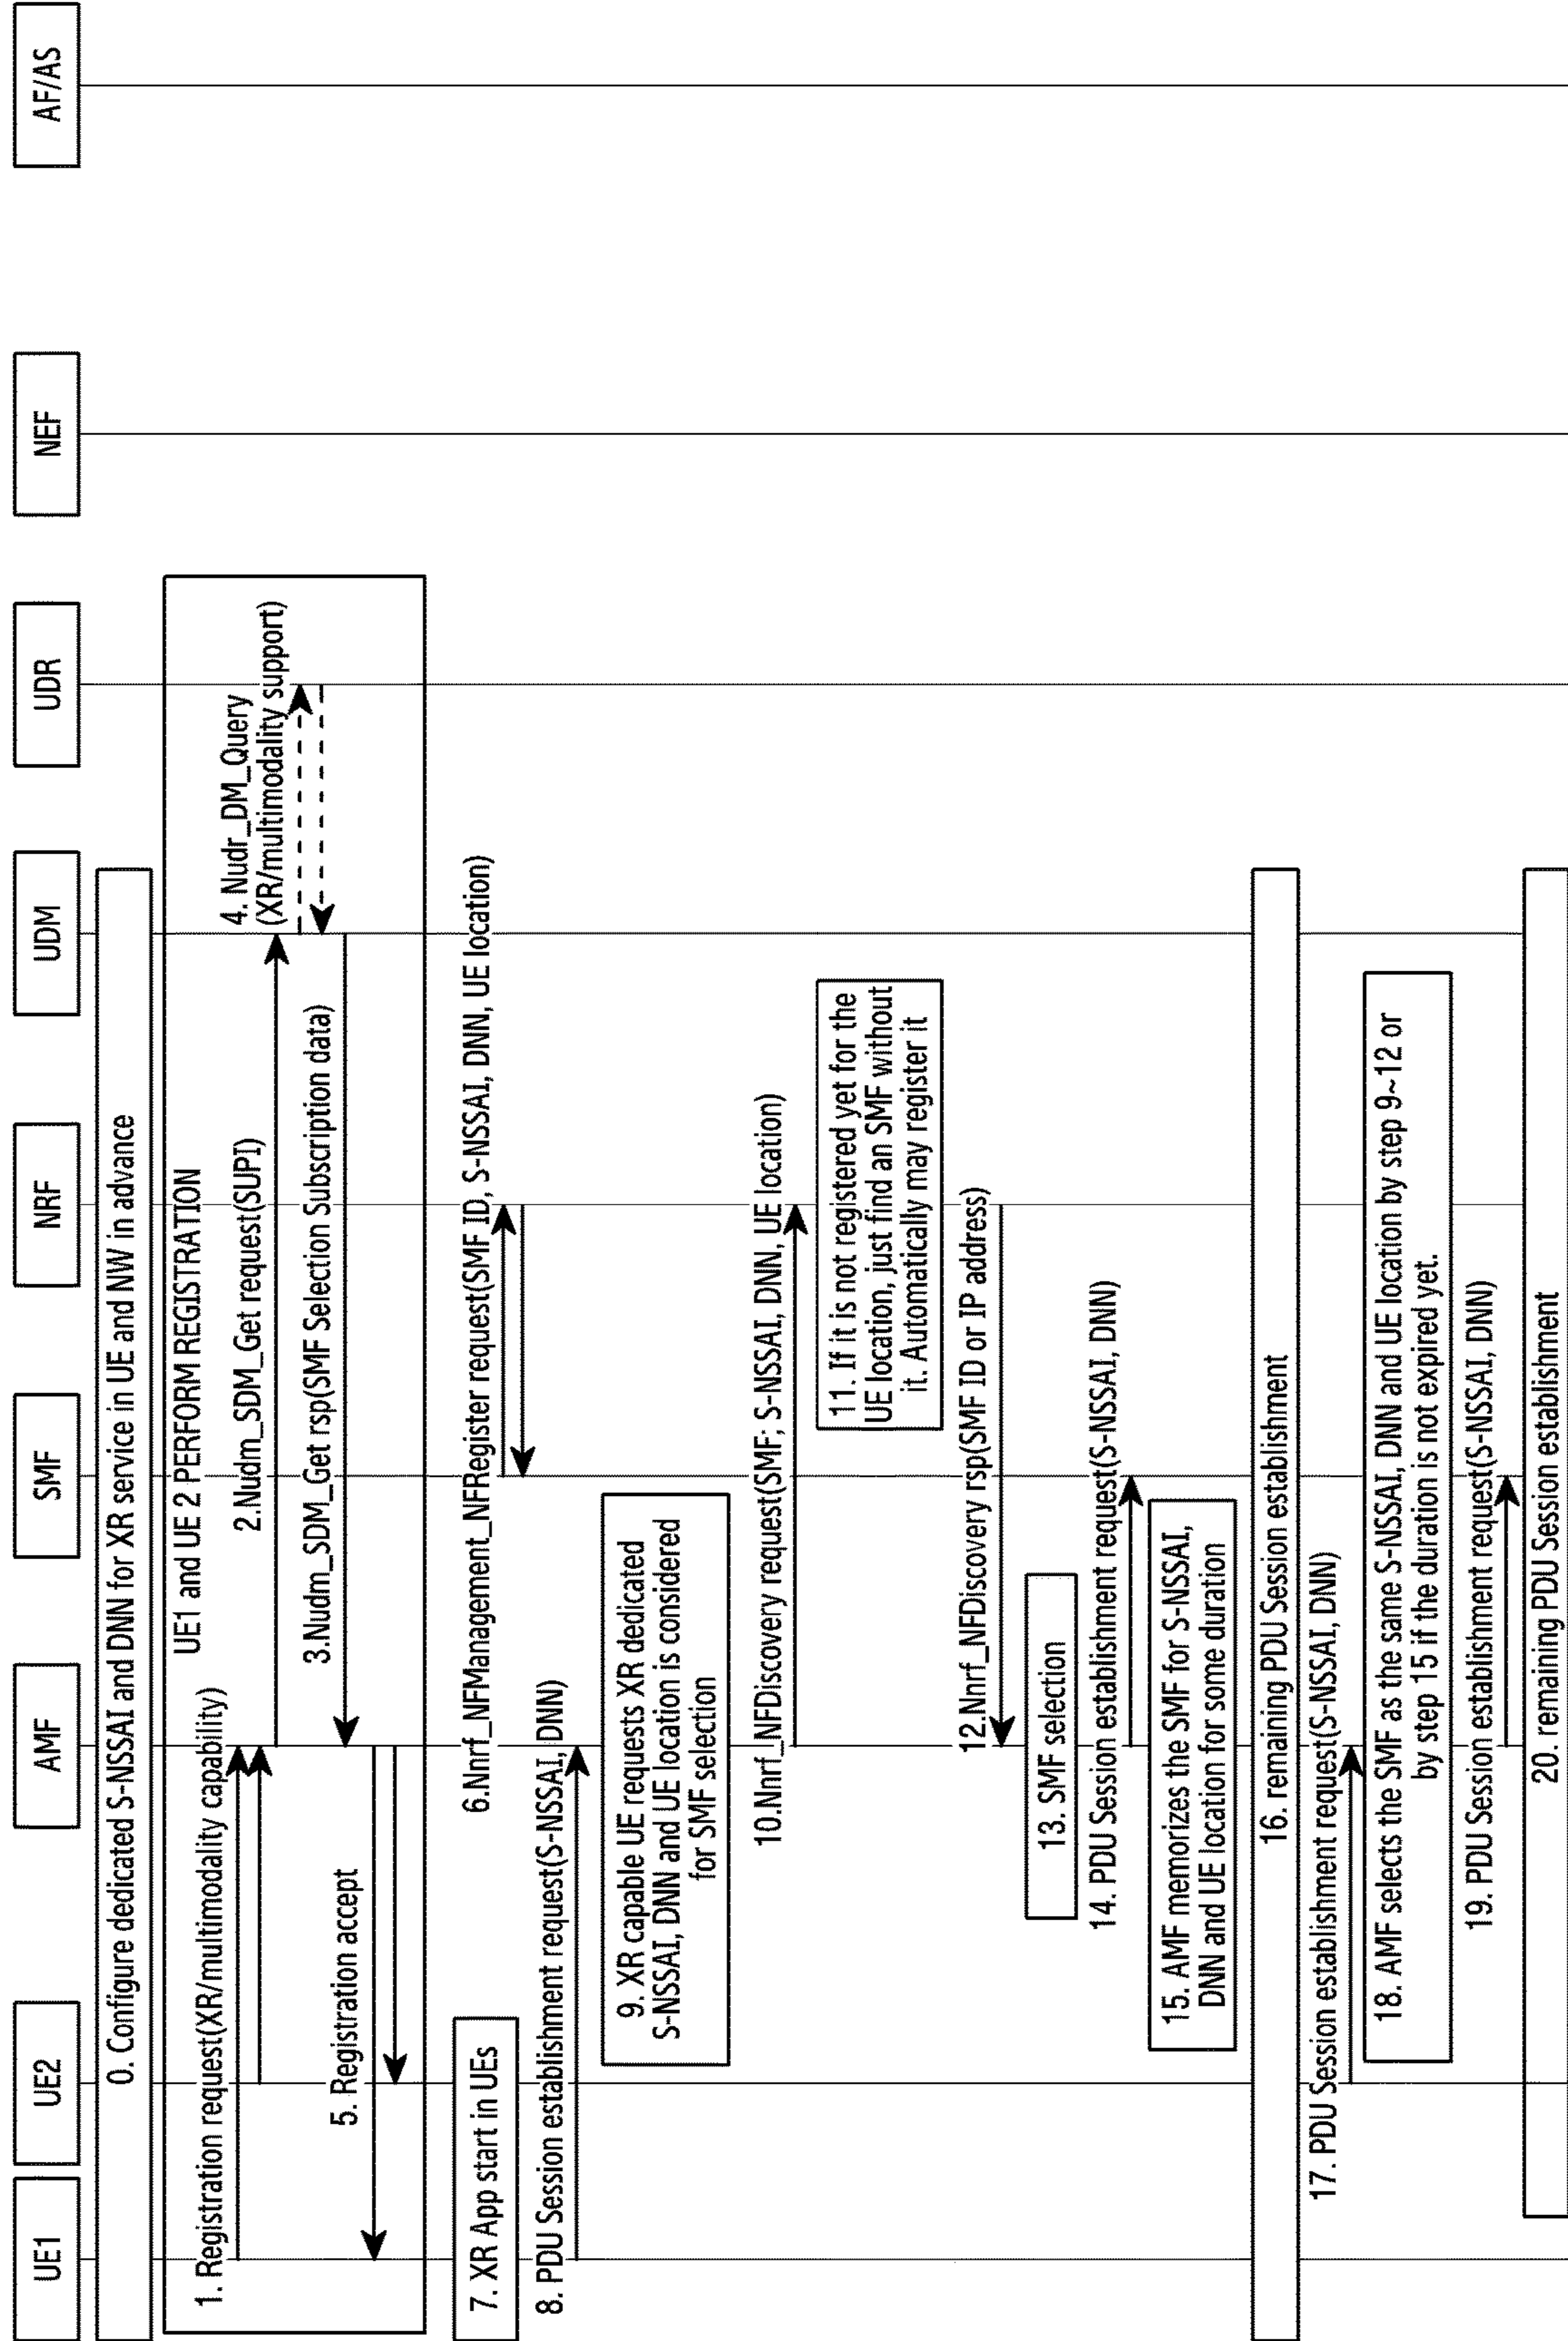 UE1
UE2
AMF
SMF
NRF
UDM
UDR
NEF
AF/AS
0. Configure dedicated S-NSSAI and DNN for XR service in UE and NW in advance
UE1 and UE 2 PERFORM REGISTRATION
1. Registration request(XR/multimodality capability)
2.Nudm_SDM_Get request(SUPI)
4. Nudr_DM_Query
(XR/multimodality support)
3.Nudm_SDM_Get rsp(SMF Selection Subscription data)
5. Registration accept
6.Nnrf_NFManagement_NFRegister request(SMF ID, S-NSSAI, DNN, UE location)
7. XR App start in UEs
8. PDU Session establishment request(S-NSSAI, DNN)
9. XR capable UE requests XR dedicated
S-NSSAI, DNN and UE location is considered
for SMF selection
10.Nnrf_NFDiscovery request(SMF; S-NSSAI, DNN, UE location)
11. If it is not registered yet for the
UE location, just find an SMF without
it. Automatically may register it
12.Nnrf_NFDiscovery rsp(SMF ID or IP address)
13. SMF selection
14. PDU Session establishment request(S-NSSAI, DNN)
15. AMF memorizes the SMF for S-NSSAI,
DNN and UE location for some duration
16. remaining PDU Session establishment
17. PDU Session establishment request(S-NSSAI, DNN)
18. AMF selects the SMF as the same S-NSSAI, DNN and UE location by step 9~12 or
by step 15 if the duration is not expired yet.
19. PDU Session establishment request(S-NSSAI, DNN)
20. remaining PDU Session establishment